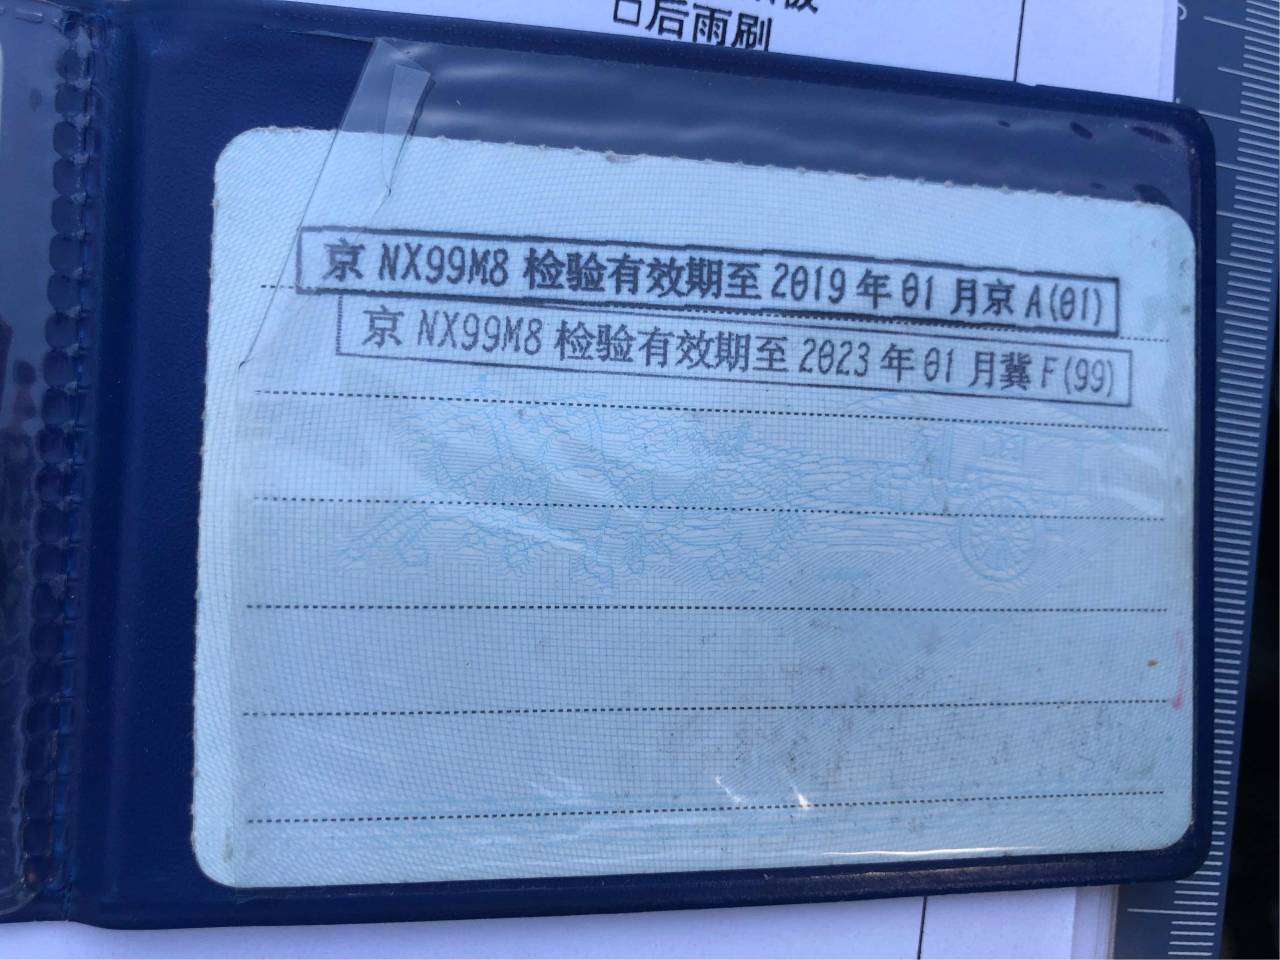 口后雨刷
京 NX99M8 检验有效期至 2019 年 01 月京 A(01)
京 NX99M8 检验有效期至 2023 年 01 月冀 F(99)